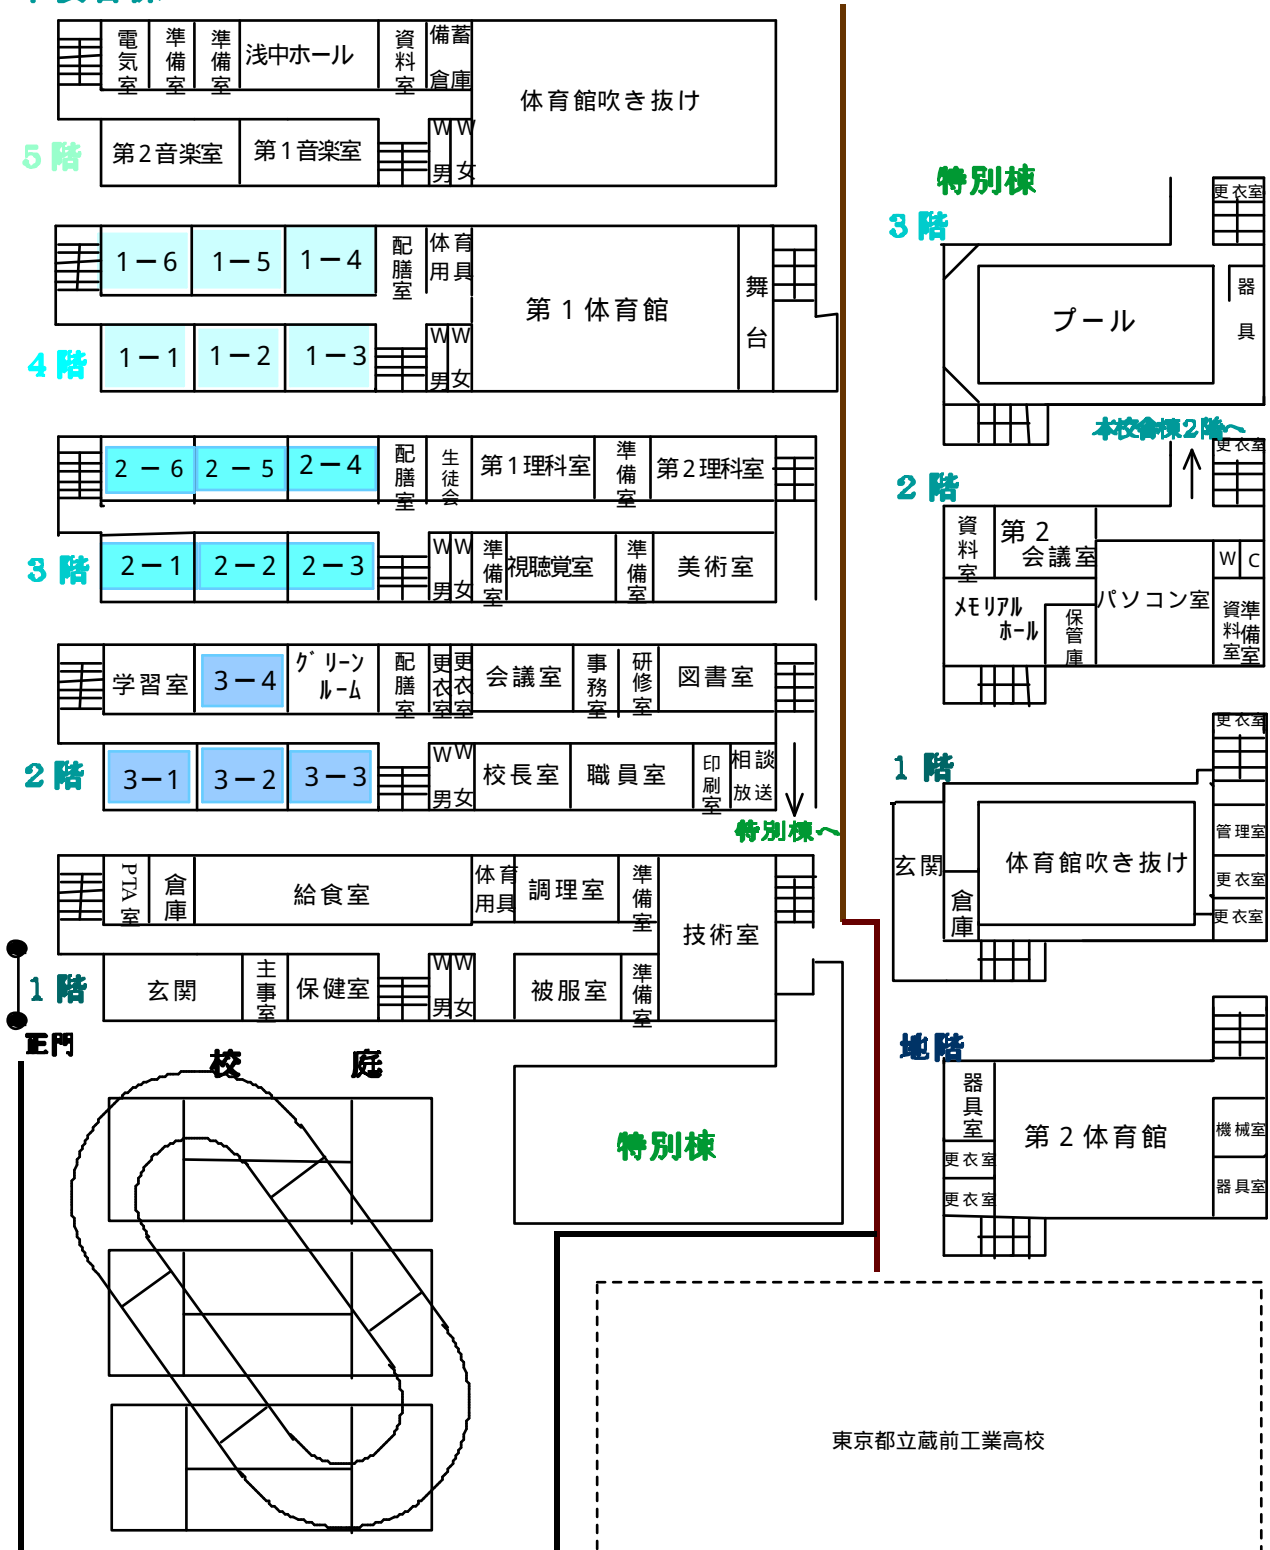 電気室
準備室
準備室
浅中ホール
資料室
備蓄倉庫
体育館吹き抜け
5階
第2音楽室
第1音楽室
W男
W女
1－6
1－5
1－4
配膳室
体育用具
第1体育館
舞台
4階
1－1
1－2
1－3
W男
W女
2－6
2－5
2－4
配膳室
生徒会
第1理科室
準備室
第2理科室
3階
2－1
2－2
2－3
W男
W女
準備室
視聴覚室
準備室
美術室
学習室
3－4
グリーンルーム
配膳室
更衣室
更衣室
会議室
事務室
研修室
図書室
2階
3－1
3－2
3－3
W男
W女
校長室
職員室
印刷室
相談
放送
特別棟へ
PTA室
倉庫
給食室
体育用具
調理室
準備室
技術室
1階
玄関
主事室
保健室
W男
W女
被服室
準備室
正門
校庭
特別棟
特別棟
3階
更衣室
プール
器具
本校舎棟2階へ
2階
更衣室
資料室
第2会議室
パソコン室
WC
メモリアルホール
保管庫
資料室
準備室
1階
更衣室
玄関
倉庫
体育館吹き抜け
管理室
更衣室
更衣室
地階
器具室
更衣室
更衣室
第2体育館
機械室
器具室
東京都立蔵前工業高校